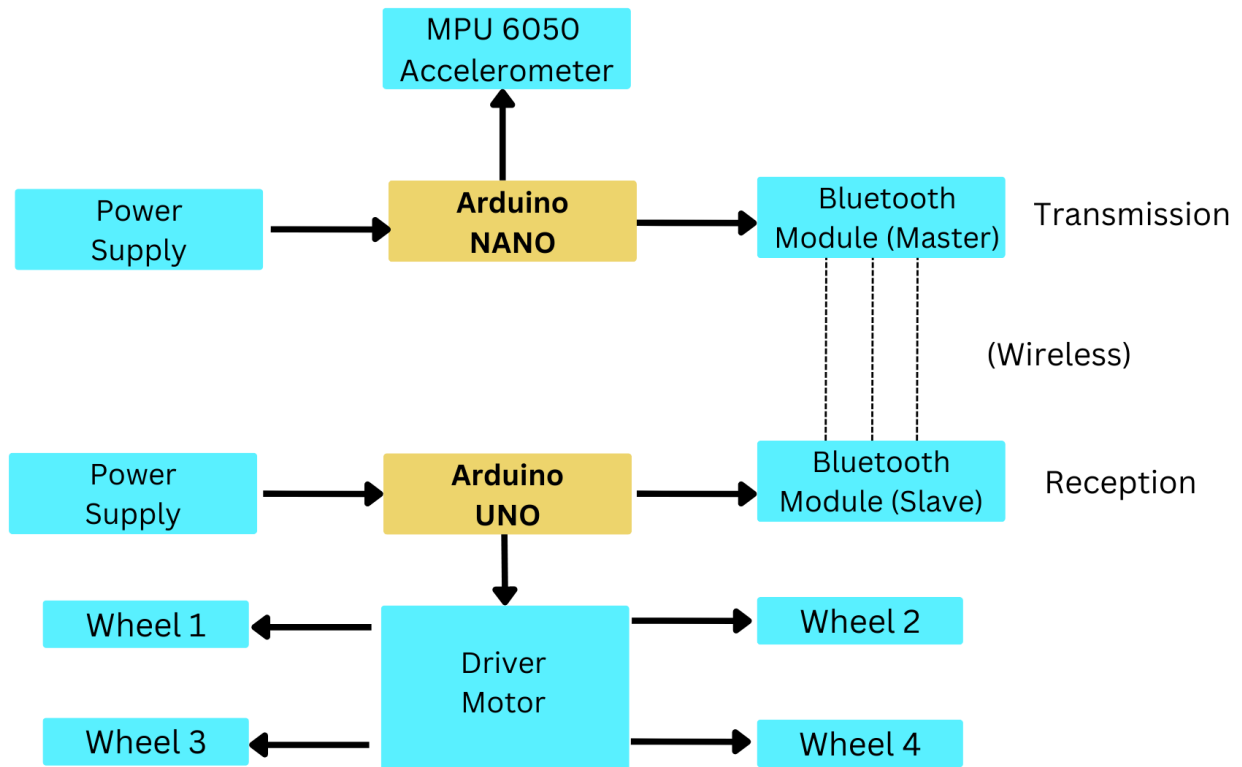 MPU 6050
Accelerometer
Power
Supply
Arduino
NANO
Bluetooth
Module (Master)
Transmission
(Wireless)
Power
Supply
Arduino
UNO
Bluetooth
Module (Slave)
Reception
Wheel 1
Driver
Motor
Wheel 2
Wheel 3
Wheel 4